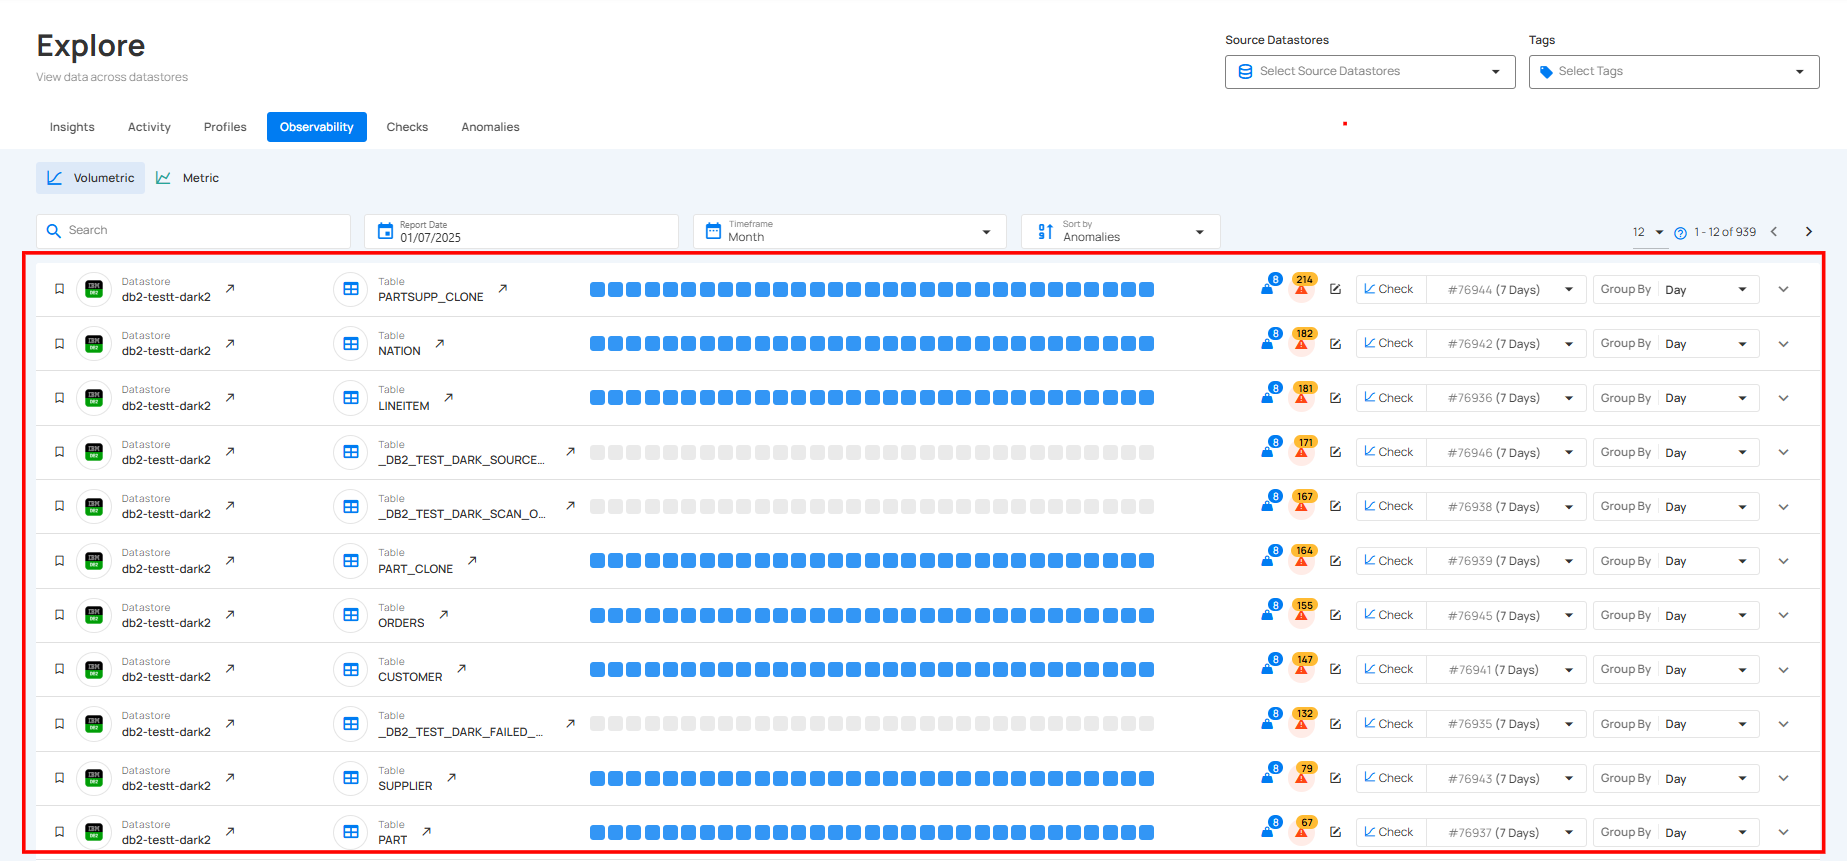 Explore
View data across datastores
Source Datastores
Select Source Datastores
Tags
Select Tags
Insights
Activity
Profiles
Observability
Checks
Anomalies
Volumetric
Metric
Search
Report Date
01/07/2025
Timeframe
Month
Sort by
Anomalies
12
1 - 12 of 939
Datastore
db2-testt-dark2
Table
PARTSUPP_CLONE
8
214
Check
#76944 (7 Days)
Group By
Day
Datastore
db2-testt-dark2
Table
NATION
8
182
Check
#76942 (7 Days)
Group By
Day
Datastore
db2-testt-dark2
Table
LINEITEM
8
181
Check
#76936 (7 Days)
Group By
Day
Datastore
db2-testt-dark2
Table
_DB2_TEST_DARK_SOURCE...
8
171
Check
#76946 (7 Days)
Group By
Day
Datastore
db2-testt-dark2
Table
_DB2_TEST_DARK_SCAN_O...
8
167
Check
#76938 (7 Days)
Group By
Day
Datastore
db2-testt-dark2
Table
PART_CLONE
8
164
Check
#76939 (7 Days)
Group By
Day
Datastore
db2-testt-dark2
Table
ORDERS
8
155
Check
#76945 (7 Days)
Group By
Day
Datastore
db2-testt-dark2
Table
CUSTOMER
8
147
Check
#76941 (7 Days)
Group By
Day
Datastore
db2-testt-dark2
Table
_DB2_TEST_DARK_FAILED_...
8
132
Check
#76935 (7 Days)
Group By
Day
Datastore
db2-testt-dark2
Table
SUPPLIER
8
79
Check
#76943 (7 Days)
Group By
Day
Datastore
db2-testt-dark2
Table
PART
8
67
Check
#76937 (7 Days)
Group By
Day